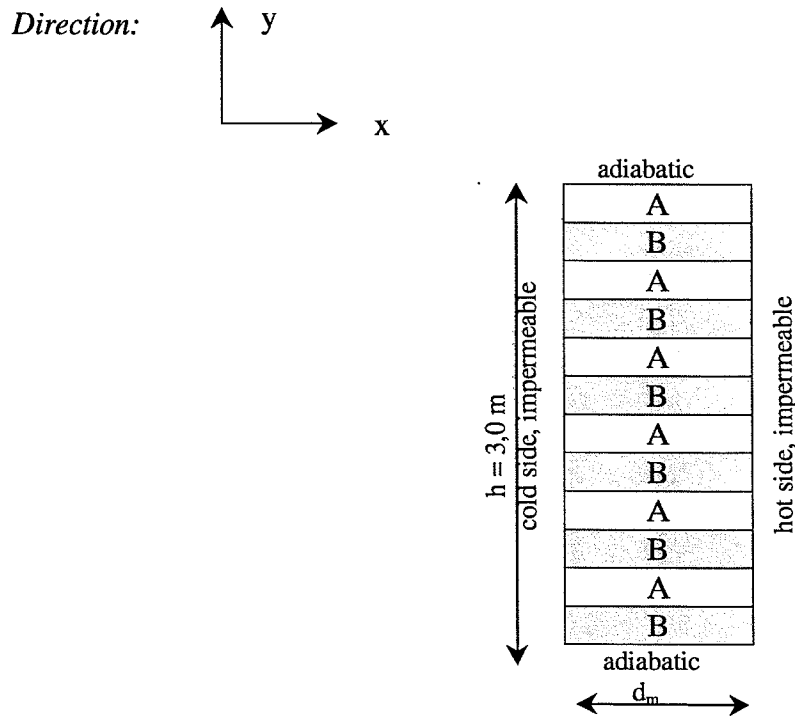 Direction:
y
x
adiabatic
A
B
A
B
A
B
A
B
A
B
A
B
h = 3,0 m
cold side, impermeable
hot side, impermeable
adiabatic
dm